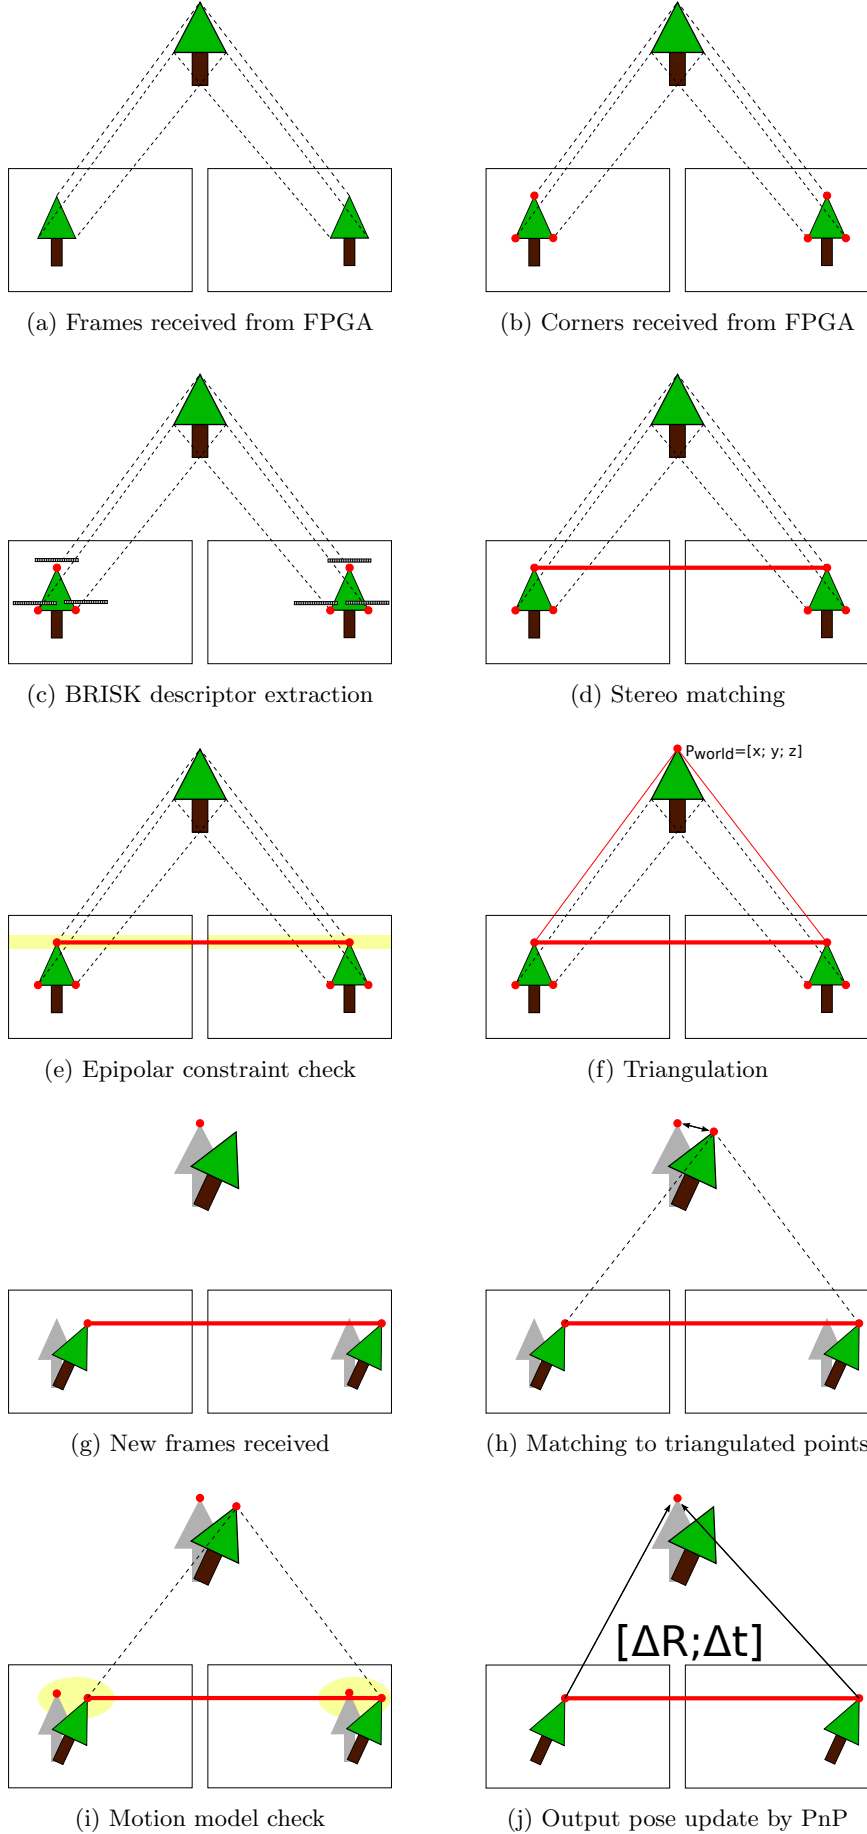 (a) Frames received from FPGA
(b) Corners received from FPGA
(c) BRISK descriptor extraction
(d) Stereo matching
Pworld=[x; y; z]
(e) Epipolar constraint check
(f) Triangulation
(g) New frames received
(h) Matching to triangulated points
[ΔR;Δt]
(i) Motion model check
(j) Output pose update by PnP